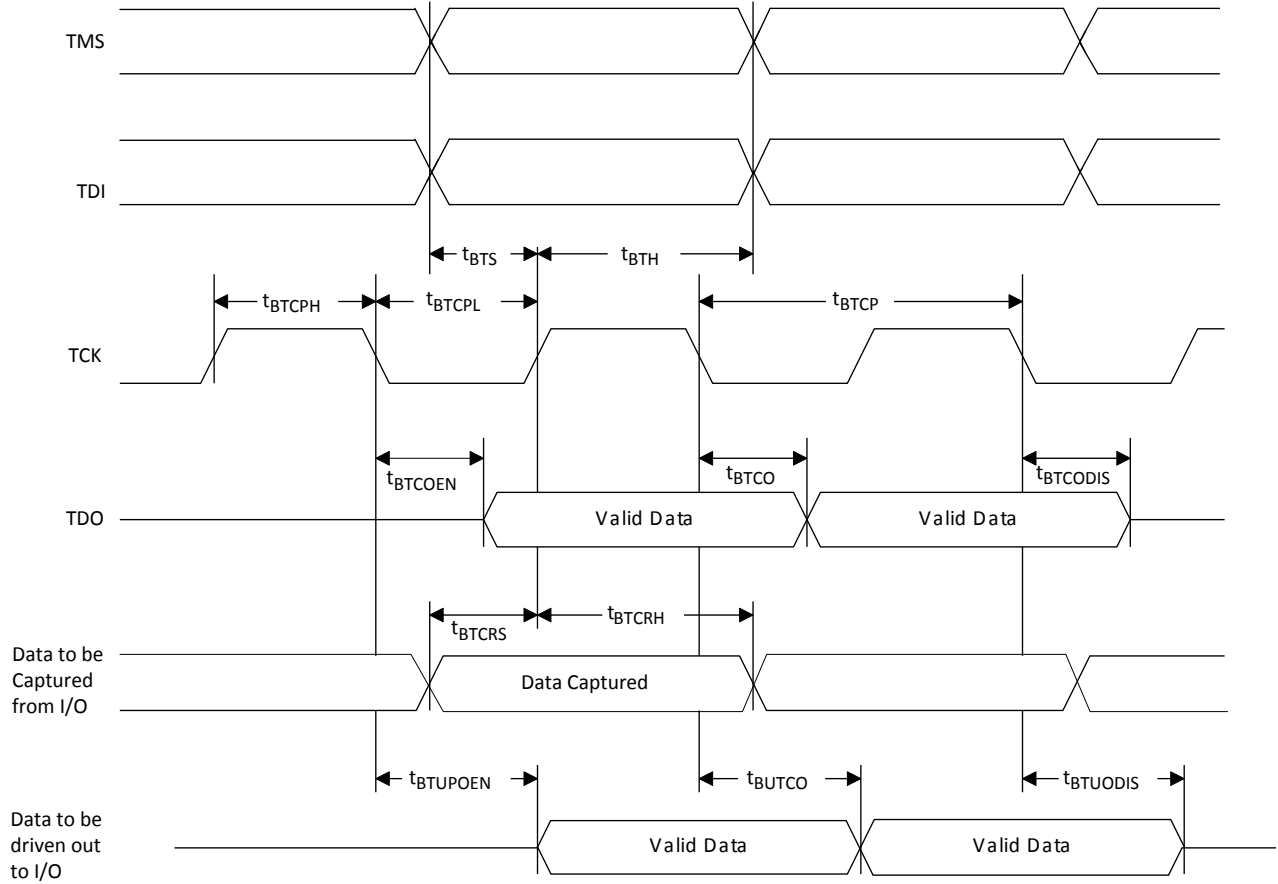 TMS
TDI
tBTS
tBTH
tBTCPH
tBTCPL
tBTCP
TCK
tBTCOEN
tBTCO
tBTCODIS
TDO
Valid Data
Valid Data
tBTCRS
tBTCRH
Data to be
Captured
from I/O
Data Captured
tBTUPOEN
tBUTCO
tBTUODIS
Data to be
driven out
to I/O
Valid Data
Valid Data